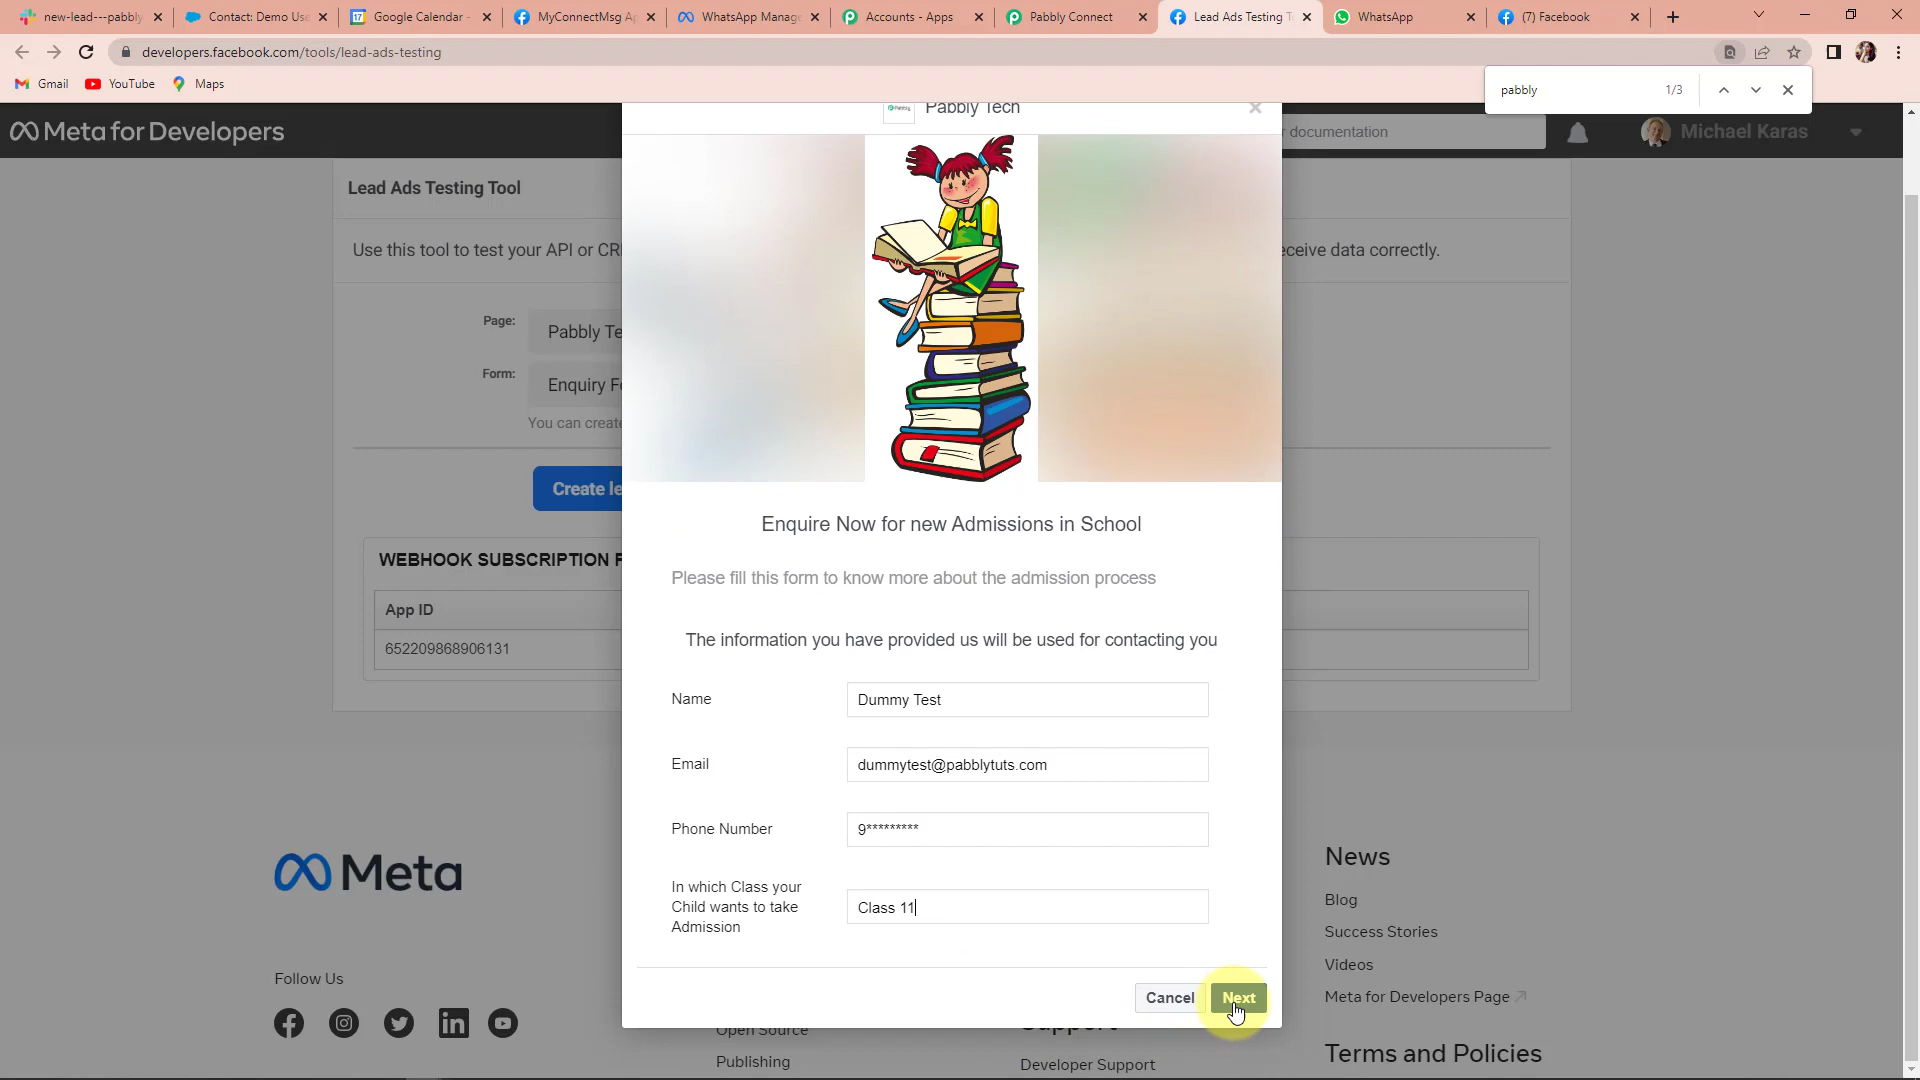 new-lead---pabbly
Contact: Demo Use
Google Calendar -
MyConnectMsg Ap
WhatsApp Manage
Accounts - Apps
Pabbly Connect
Lead Ads Testing T
WhatsApp
(7) Facebook
developers.facebook.com/tools/lead-ads-testing
Gmail
YouTube
Maps
pabbly
1/3
Meta for Developers
documentation
Michael Karas
Pabbly Tech
Lead Ads Testing Tool
Use this tool to test your API or CR
eceive data correctly.
Page:
Pabbly Te
Form:
Enquiry Fo
You can create
Create le
Enquire Now for new Admissions in School
WEBHOOK SUBSCRIPTION F
Please fill this form to know more about the admission process
App ID
652209868906131
The information you have provided us will be used for contacting you
Name
Dummy Test
Email
dummytest@pabblytuts.com
Phone Number
9*********
In which Class your
Child wants to take
Admission
Class 11
Cancel
Next
Meta
Follow Us
Open Source
Publishing
Support
Developer Support
News
Blog
Success Stories
Videos
Meta for Developers Page
Terms and Policies